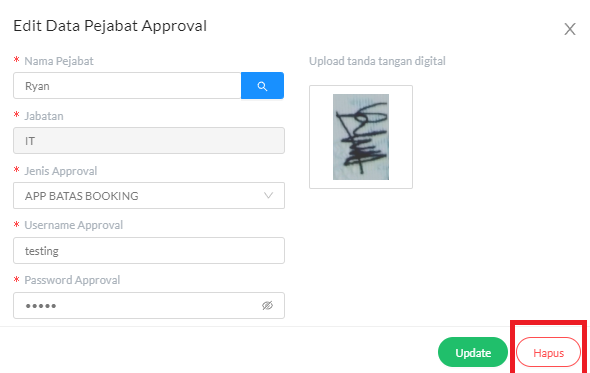 Edit Data Pejabat Approval
* Nama Pejabat
Ryan
* Jabatan
IT
* Jenis Approval
APP BATAS BOOKING
* Username Approval
testing
* Password Approval
•••••
Upload tanda tangan digital
Update
Hapus